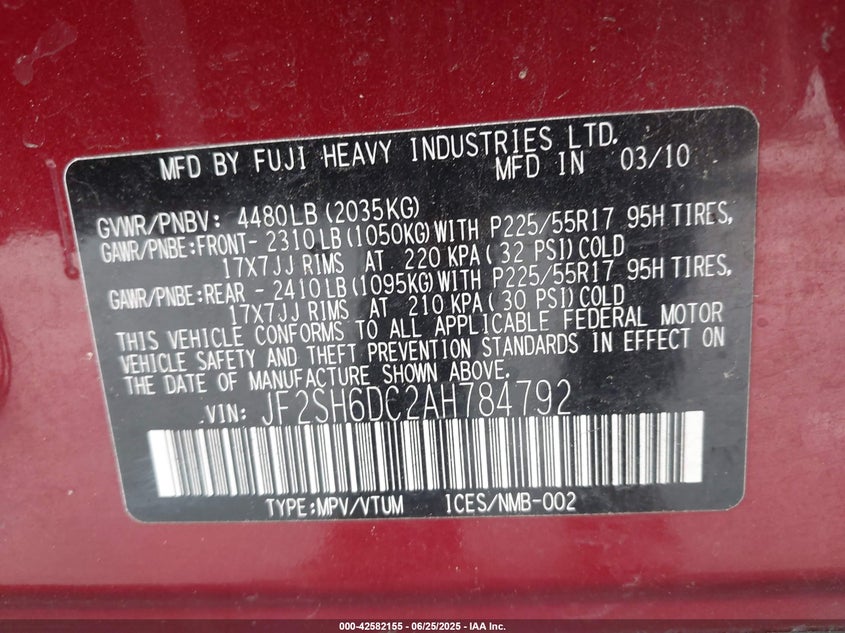 MFD BY FUJI HEAVY INDUSTRIES LTD.
MFD IN 03/10
GVWR/PNBV: 4480LB(2035KG)
GAWR/PNBE:FRONT- 2310LB(1050KG)WITH P225/55R17 95H TIRES,
17X7JJ RIMS AT 220 KPA(32 PSI)COLD
GAWR/PNBE:REAR - 2410LB(1095KG)WITH P225/55R17 95H TIRES,
17X7JJ RIMS AT 210 KPA(30 PSI)COLD
THIS VEHICLE CONFORMS TO ALL APPLICABLE FEDERAL MOTOR
VEHICLE SAFETY AND THEFT PREVENTION STANDARDS IN EFFECT ON
THE DATE OF MANUFACTURE SHOWN ABOVE.
VIN: JF2SH6DC2AH784792
TYPE:MPV/VTUM ICES/NMB-002
000-42582155 - 06/25/2025 - IAA Inc.